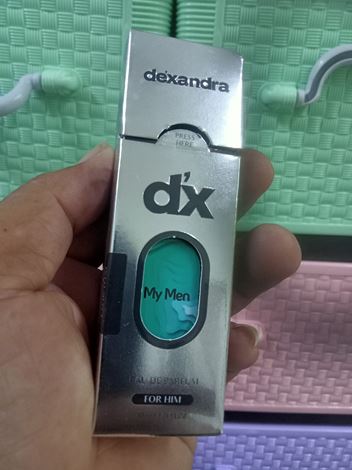 dexandra
PRESS
HERE
d'x
My Men
EAU DE PARFUM
FOR HIM